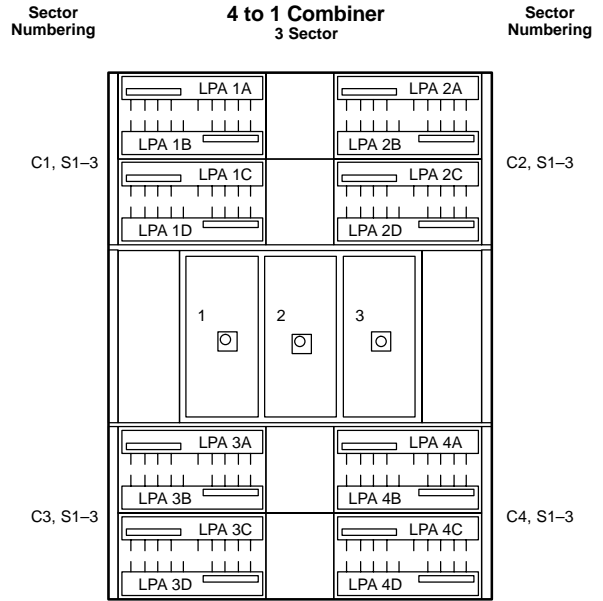 Sector
Numbering
4 to 1 Combiner
3 Sector
Sector
Numbering
LPA 1A
LPA 2A
LPA 1B
LPA 2B
C1, S1–3
C2, S1–3
LPA 1C
LPA 2C
LPA 1D
LPA 2D
1
2
3
LPA 3A
LPA 4A
LPA 3B
LPA 4B
C3, S1–3
C4, S1–3
LPA 3C
LPA 4C
LPA 3D
LPA 4D